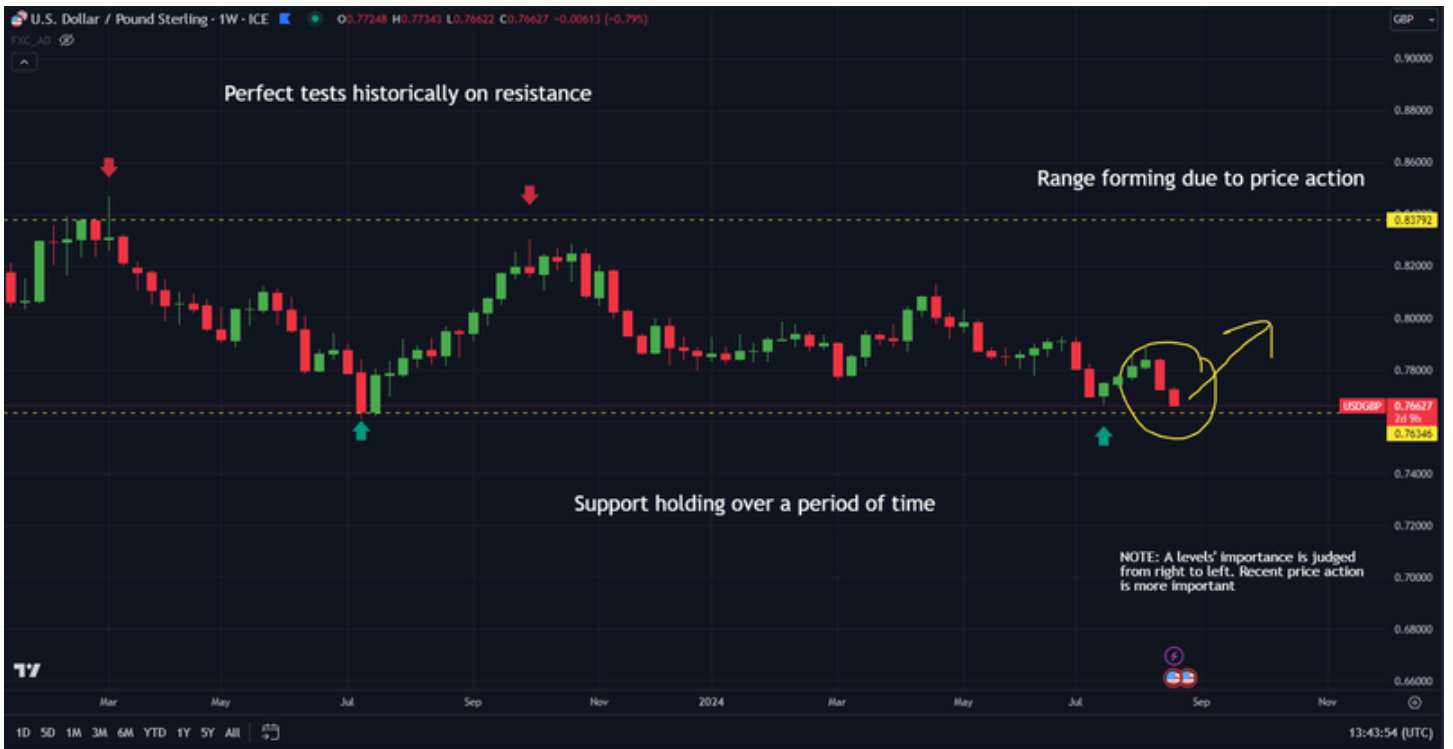 U.S. Dollar / Pound Sterling · 1W · ICE O0.77248 H0.77343 L0.76622 C0.76627 −0.00613 (−0.79%) GBP
FXC_AD
0.90000
Perfect tests historically on resistance
0.88000
0.86000
Range forming due to price action
0.83792
0.82000
0.80000
0.78000
USDGBP 0.76627
2d 9h
0.76346
0.74000
Support holding over a period of time
0.72000
NOTE: A levels' importance is judged
from right to left. Recent price action
is more important
0.70000
0.68000
0.66000
Mar May Jul Sep Nov 2024 Mar May Jul Sep Nov
1D 5D 1M 3M 6M YTD 1Y 5Y All 13:43:54 (UTC)